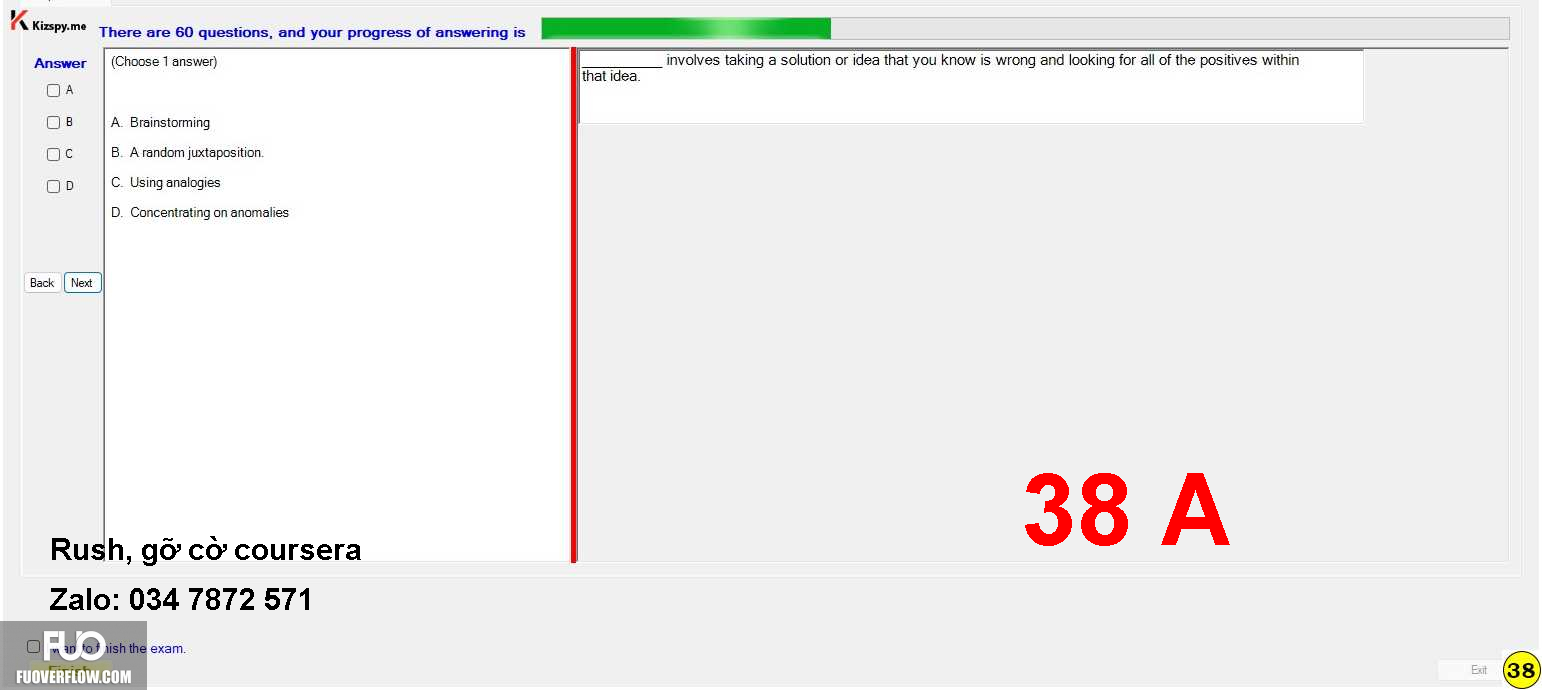 Kizspy.me
There are 60 questions, and your progress of answering is
Answer
A
B
C
D
Back
Next
(Choose 1 answer)
A. Brainstorming
B. A random juxtaposition.
C. Using analogies
D. Concentrating on anomalies
__________ involves taking a solution or idea that you know is wrong and looking for all of the positives within
that idea.
38 A
Rush, gỡ cờ coursera
Zalo: 034 7872 571
want to finish the exam.
Finish
FUO
FUOVERFLOW.COM
Exit
38